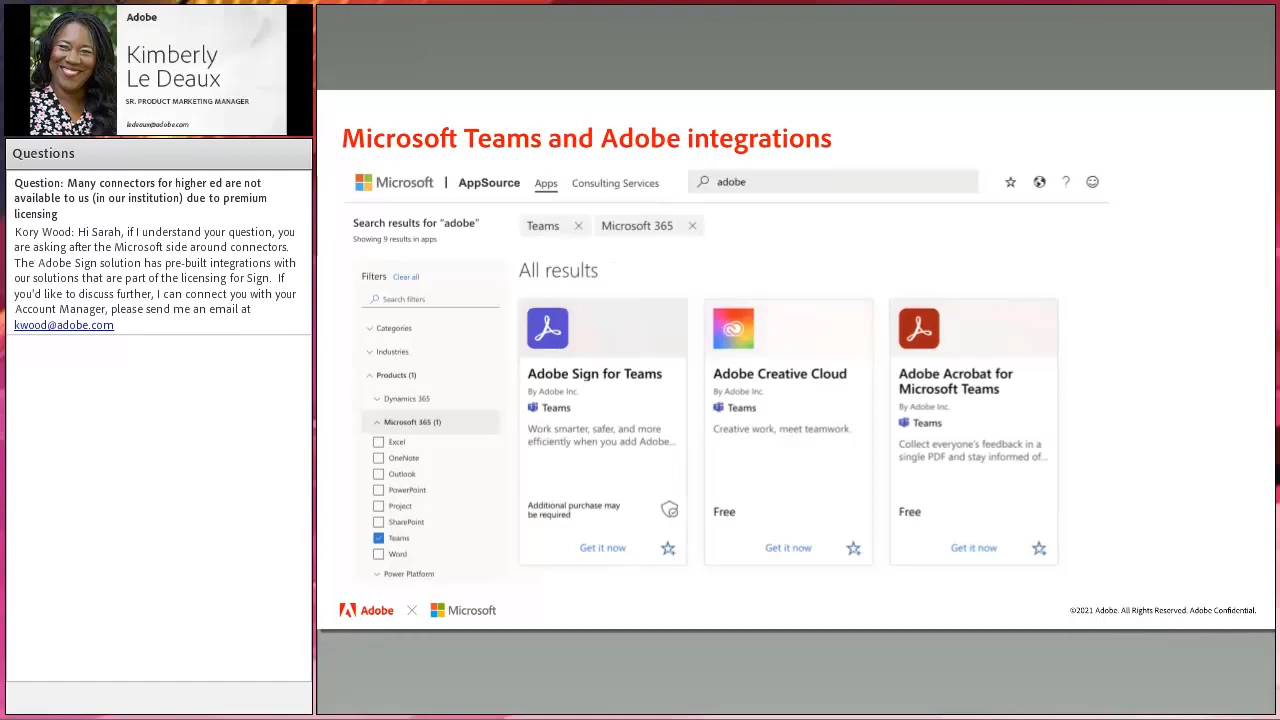 Adobe
Kimberly
Le Deaux
SR. PRODUCT MARKETING MANAGER
ledeaux@adobe.com
Questions
Question: Many connectors for higher ed are not
available to us (in our institution) due to premium
licensing
Kory Wood: Hi Sarah, if I understand your question, you
are asking after the Microsoft side around connectors.
The Adobe Sign solution has pre-built integrations with
our solutions that are part of the licensing for Sign.  If
you'd like to discuss further, I can connect you with your
Account Manager, please send me an email at
kwood@adobe.com
Microsoft Teams and Adobe integrations
Microsoft | AppSource Apps Consulting Services
adobe
?
Search results for "adobe"
Showing 9 results in apps
Teams ×
Microsoft 365 ×
Filters Clear all
Search filters
Categories
Industries
Products (1)
Dynamics 365
Microsoft 365 (1)
Excel
OneNote
Outlook
PowerPoint
Project
SharePoint
Teams
Word
Power Platform
All results
Adobe Sign for Teams
By Adobe Inc.
Teams
Work smarter, safer, and more
efficiently when you add Adobe...
Additional purchase may
be required
Get it now
Adobe Creative Cloud
By Adobe Inc.
Teams
Creative work, meet teamwork.
Free
Get it now
Adobe Acrobat for
Microsoft Teams
By Adobe Inc.
Teams
Collect everyone's feedback in a
single PDF and stay informed of...
Free
Get it now
Adobe × Microsoft
©2021 Adobe. All Rights Reserved. Adobe Confidential.